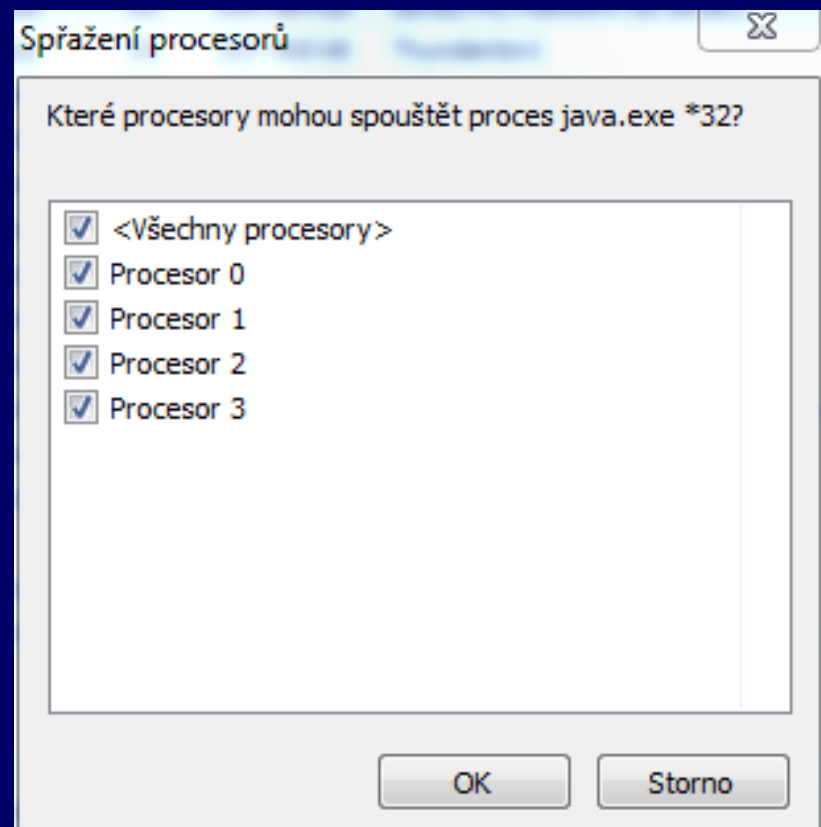 Spřažení procesorů
Které procesory mohou spouštět proces java.exe *32?
<Všechny procesory>
Procesor 0
Procesor 1
Procesor 2
Procesor 3
OK
Storno